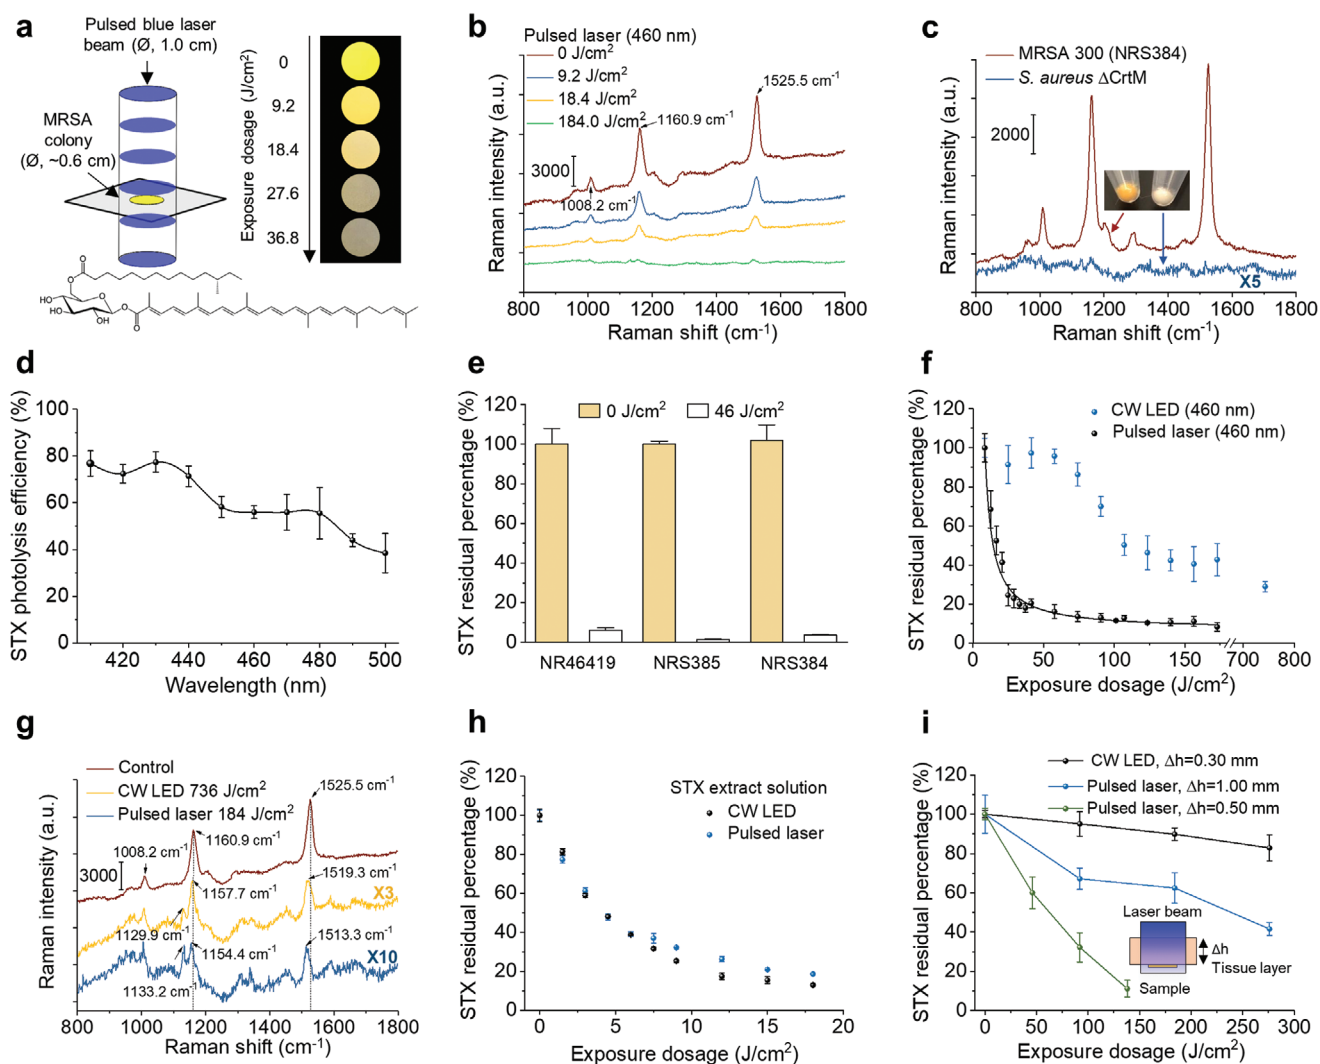 a
Pulsed blue laser
beam (Ø, 1.0 cm)
MRSA
colony
(Ø, ~0.6 cm)
Exposure dosage (J/cm²)
0
9.2
18.4
27.6
36.8
O
O
HO
HO
OH
O
O
O
b
Pulsed laser (460 nm)
0 J/cm²
9.2 J/cm²
18.4 J/cm²
184.0 J/cm²
1525.5 cm⁻¹
1160.9 cm⁻¹
3000
1008.2 cm⁻¹
Raman intensity (a.u.)
800 1000 1200 1400 1600 1800
Raman shift (cm⁻¹)
c
MRSA 300 (NRS384)
S. aureus ΔCrtM
2000
X5
Raman intensity (a.u.)
800 1000 1200 1400 1600 1800
Raman shift (cm⁻¹)
d
STX photolysis efficiency (%)
100
80
60
40
20
0
420 440 460 480 500
Wavelength (nm)
e
STX residual percentage (%)
120
100
80
60
40
20
0
0 J/cm² 46 J/cm²
NR46419 NRS385 NRS384
f
STX residual percentage (%)
120
100
80
60
40
20
0
CW LED (460 nm)
Pulsed laser (460 nm)
0 50 100 150 700 800
Exposure dosage (J/cm²)
g
Control
CW LED 736 J/cm²
Pulsed laser 184 J/cm²
1525.5 cm⁻¹
1160.9 cm⁻¹
1008.2 cm⁻¹
3000
1519.3 cm⁻¹
1157.7 cm⁻¹
X3
1129.9 cm⁻¹
1513.3 cm⁻¹
1154.4 cm⁻¹
X10
1133.2 cm⁻¹
Raman intensity (a.u.)
800 1000 1200 1400 1600 1800
Raman shift (cm⁻¹)
h
STX residual percentage (%)
120
100
80
60
40
20
0
STX extract solution
CW LED
Pulsed laser
0 5 10 15 20
Exposure dosage (J/cm²)
i
STX residual percentage (%)
120
100
80
60
40
20
0
CW LED, Δh=0.30 mm
Pulsed laser, Δh=1.00 mm
Pulsed laser, Δh=0.50 mm
Laser beam
Δh
Tissue layer
Sample
0 50 100 150 200 250 300
Exposure dosage (J/cm²)